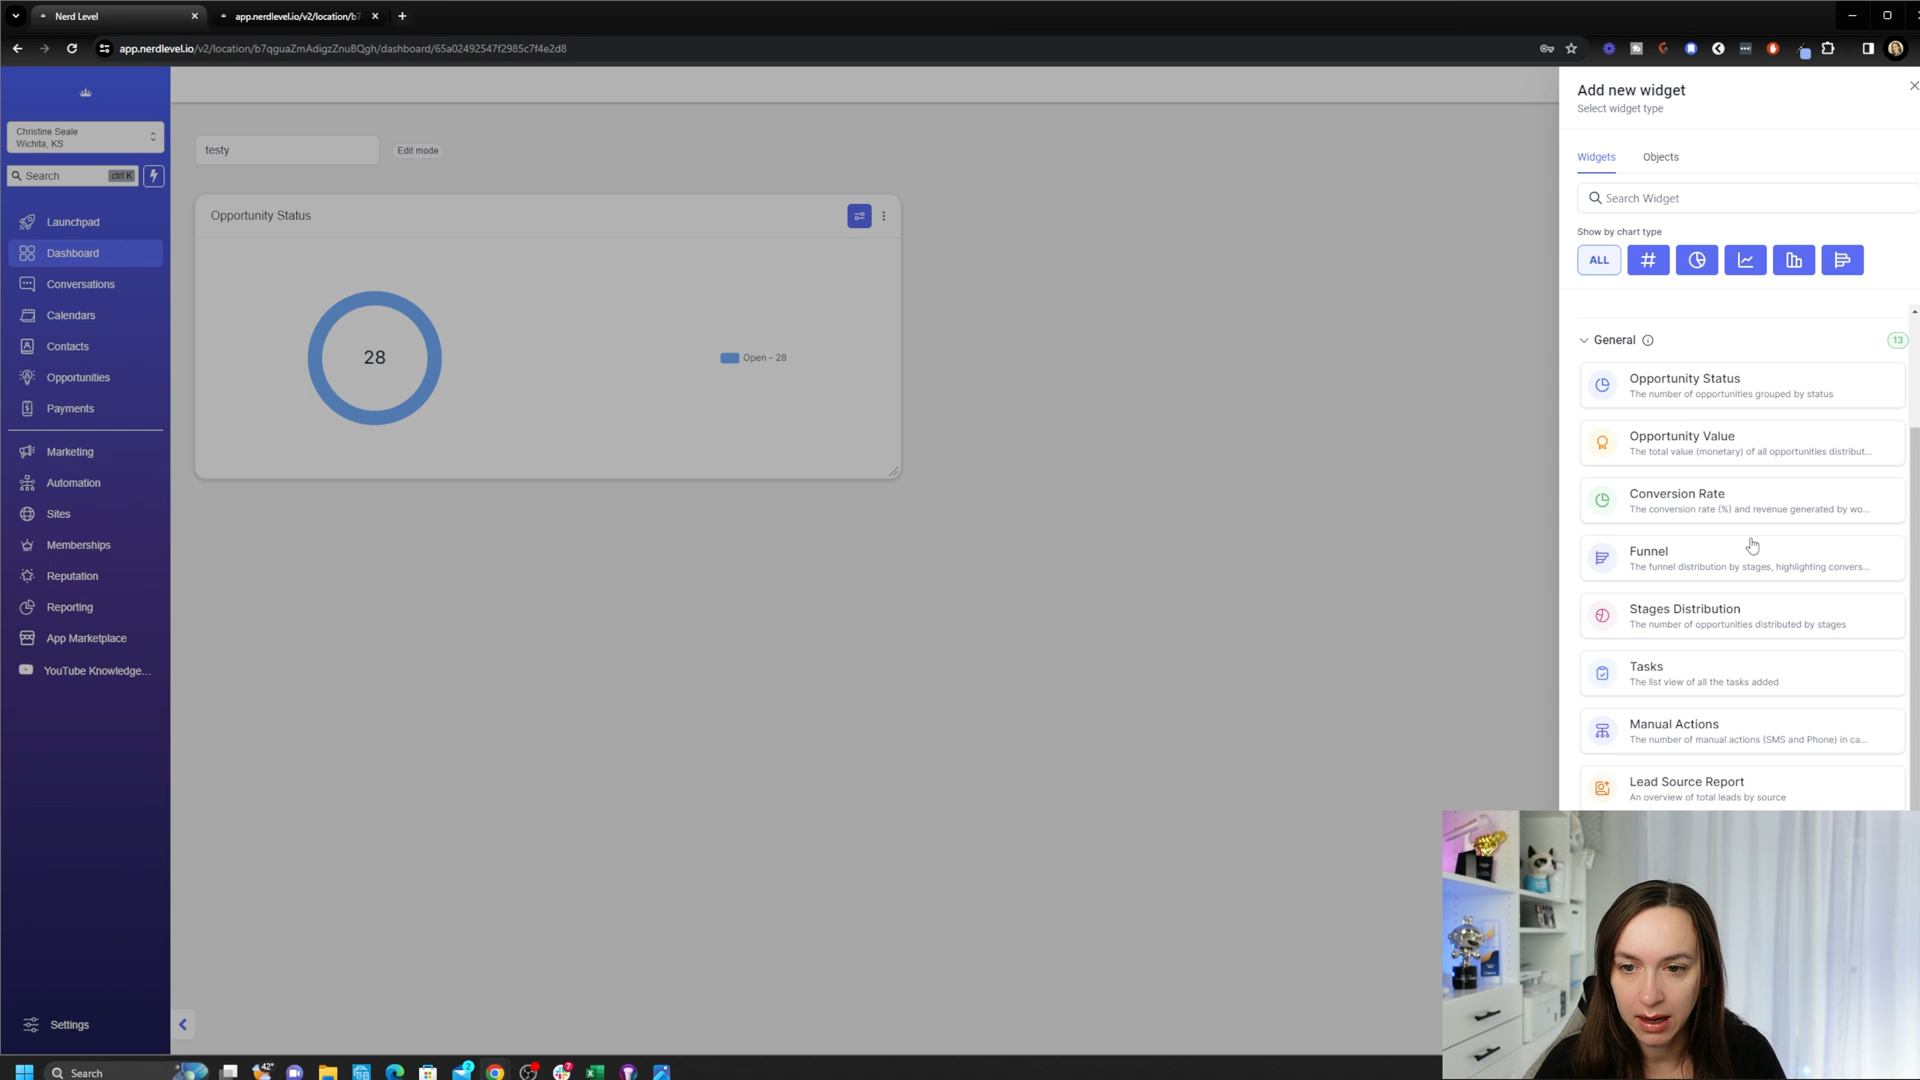 Nerd Level
app.nerdlevel.io/v2/location/b7
app.nerdlevel.io/v2/location/b7qguaZmAdigzZnuBQgh/dashboard/65a02492547f2985c7f4e2d8
Christine Seale
Wichita, KS
Search
ctrl K
Launchpad
Dashboard
Conversations
Calendars
Contacts
Opportunities
Payments
Marketing
Automation
Sites
Memberships
Reputation
Reporting
App Marketplace
YouTube Knowledge...
Settings
testy
Edit mode
Opportunity Status
28
Open - 28
Add new widget
Select widget type
Widgets
Objects
Search Widget
Show by chart type
ALL
General
13
Opportunity Status
The number of opportunities grouped by status
Opportunity Value
The total value (monetary) of all opportunities distribut...
Conversion Rate
The conversion rate (%) and revenue generated by wo...
Funnel
The funnel distribution by stages, highlighting convers...
Stages Distribution
The number of opportunities distributed by stages
Tasks
The list view of all the tasks added
Manual Actions
The number of manual actions (SMS and Phone) in ca...
Lead Source Report
An overview of total leads by source
Search
42°